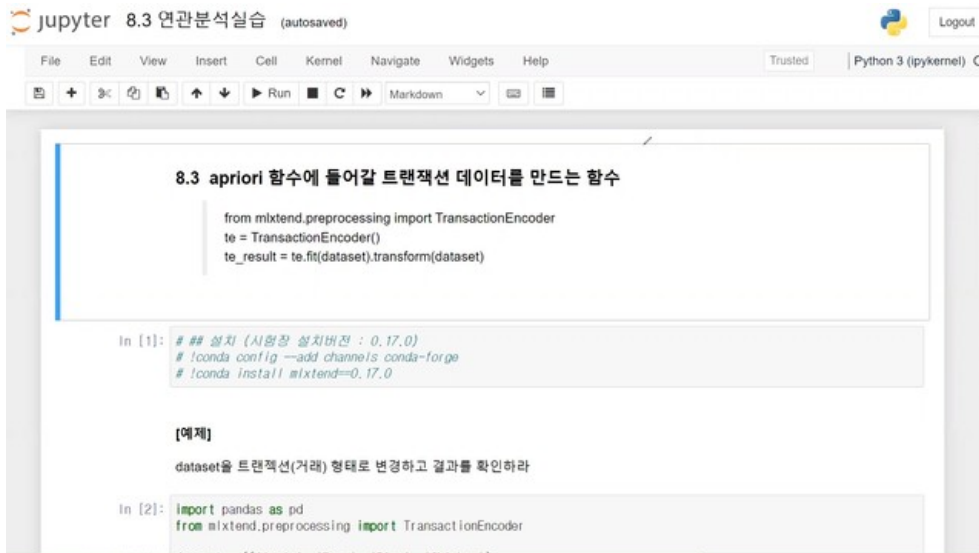 jupyter 8.3 연관분석실습 (autosaved)
Logout
File Edit View Insert Cell Kernel Navigate Widgets Help
Trusted
Python 3 (ipykernel)
Run
Markdown
8.3 apriori 함수에 들어갈 트랜잭션 데이터를 만드는 함수
from mlxtend.preprocessing import TransactionEncoder
te = TransactionEncoder()
te_result = te.fit(dataset).transform(dataset)
In [1]: # ## 설치 (시험장 설치버전 : 0.17.0)
# !conda config --add channels conda-forge
# !conda install mlxtend==0.17.0
[예제]
dataset을 트랜젝션(거래) 형태로 변경하고 결과를 확인하라
In [2]: import pandas as pd
from mlxtend.preprocessing import TransactionEncoder